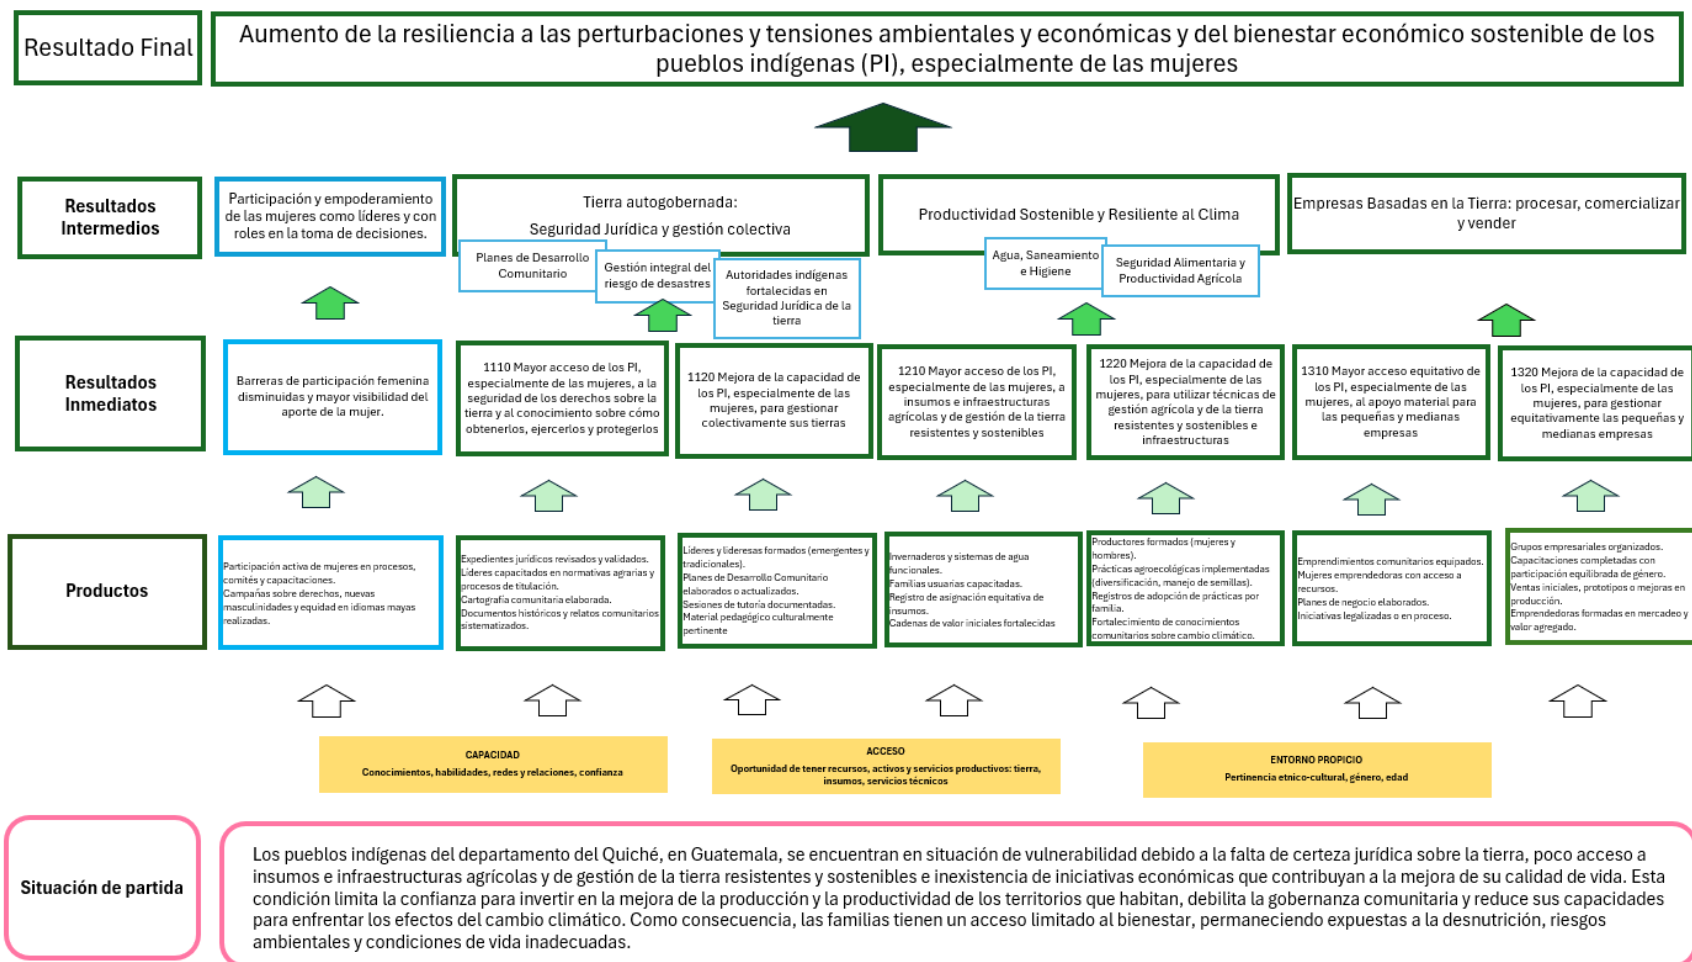 Resultado Final
Aumento de la resiliencia a las perturbaciones y tensiones ambientales y económicas y del bienestar económico sostenible de los
pueblos indígenas (PI), especialmente de las mujeres
Resultados
Intermedios
Participación y empoderamiento
de las mujeres como líderes y con
roles en la toma de decisiones.
Tierra autogobernada:
Seguridad Jurídica y gestión colectiva
Planes de Desarrollo
Comunitario
Gestión integral del
riesgo de desastres
Autoridades indígenas
fortalecidas en
Seguridad Jurídica de la
tierra
Productividad Sostenible y Resiliente al Clima
Agua, Saneamiento
e Higiene
Seguridad Alimentaria y
Productividad Agrícola
Empresas Basadas en la Tierra: procesar, comercializar
y vender
Resultados
Inmediatos
Barreras de participación femenina
disminuidas y mayor visibilidad del
aporte de la mujer.
1110 Mayor acceso de los PI,
especialmente de las mujeres, a la
seguridad de los derechos sobre la
tierra y al conocimiento sobre cómo
obtenerlos, ejercerlos y protegerlos
1120 Mejora de la capacidad de
los PI, especialmente de las
mujeres, para gestionar
colectivamente sus tierras
1210 Mayor acceso de los PI,
especialmente de las mujeres, a
insumos e infraestructuras
agrícolas y de gestión de la tierra
resistentes y sostenibles
1220 Mejora de la capacidad de
los PI, especialmente de las
mujeres, para utilizar técnicas de
gestión agrícola y de la tierra
resistentes y sostenibles e
infraestructuras
1310 Mayor acceso equitativo de
los PI, especialmente de las
mujeres, al apoyo material para
las pequeñas y medianas
empresas
1320 Mejora de la capacidad de
los PI, especialmente de las
mujeres, para gestionar
equitativamente las pequeñas y
medianas empresas
Productos
Participación activa de mujeres en procesos,
comités y capacitaciones.
Campañas sobre derechos, nuevas
masculinidades y equidad en idiomas mayas
realizadas.
Expedientes jurídicos revisados y validados.
Líderes capacitados en normativas agrarias y
procesos de titulación.
Cartografía comunitaria elaborada.
Documentos históricos y relatos comunitarios
sistematizados.
Líderes y lideresas formados (emergentes y
tradicionales).
Planes de Desarrollo Comunitario
elaborados o actualizados.
Sesiones de tutoría documentadas.
Material pedagógico culturalmente
pertinente
Invernaderos y sistemas de agua
funcionales.
Familias usuarias capacitadas.
Registro de asignación equitativa de
insumos.
Cadenas de valor iniciales fortalecidas
Productores formados (mujeres y
hombres).
Prácticas agroecológicas implementadas
(diversificación, manejo de semillas).
Registros de adopción de prácticas por
familia.
Fortalecimiento de conocimientos
comunitarios sobre cambio climático.
Emprendimientos comunitarios equipados.
Mujeres emprendedoras con acceso a
recursos.
Planes de negocio elaborados.
Iniciativas legalizadas o en proceso.
Grupos empresariales organizados.
Capacitaciones completadas con
participación equilibrada de género.
Ventas iniciales, prototipos o mejoras en
producción.
Emprendedoras formadas en mercadeo y
valor agregado.
CAPACIDAD
Conocimientos, habilidades, redes y relaciones, confianza
ACCESO
Oportunidad de tener recursos, activos y servicios productivos: tierra,
insumos, servicios técnicos
ENTORNO PROPICIO
Pertinencia etnico-cultural, género, edad
Situación de partida
Los pueblos indígenas del departamento del Quiché, en Guatemala, se encuentran en situación de vulnerabilidad debido a la falta de certeza jurídica sobre la tierra, poco acceso a
insumos e infraestructuras agrícolas y de gestión de la tierra resistentes y sostenibles e inexistencia de iniciativas económicas que contribuyan a la mejora de su calidad de vida. Esta
condición limita la confianza para invertir en la mejora de la producción y la productividad de los territorios que habitan, debilita la gobernanza comunitaria y reduce sus capacidades
para enfrentar los efectos del cambio climático. Como consecuencia, las familias tienen un acceso limitado al bienestar, permaneciendo expuestas a la desnutrición, riesgos
ambientales y condiciones de vida inadecuadas.